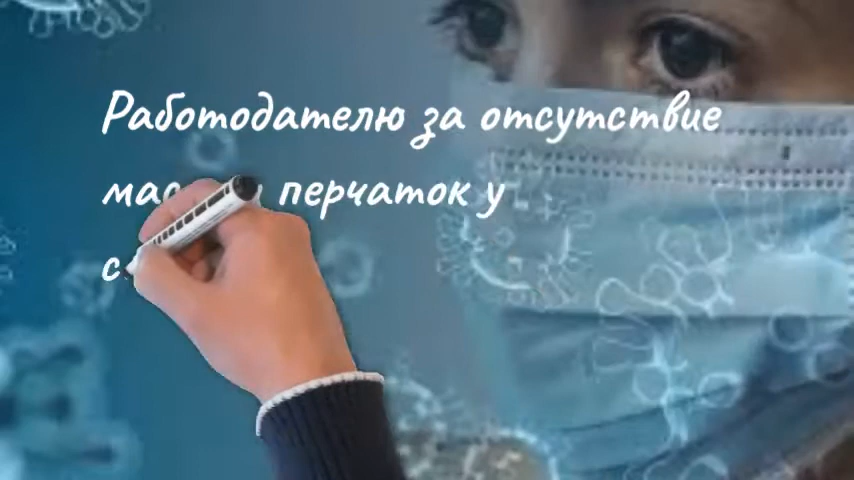 Работодателю за отсутствие
перчаток у